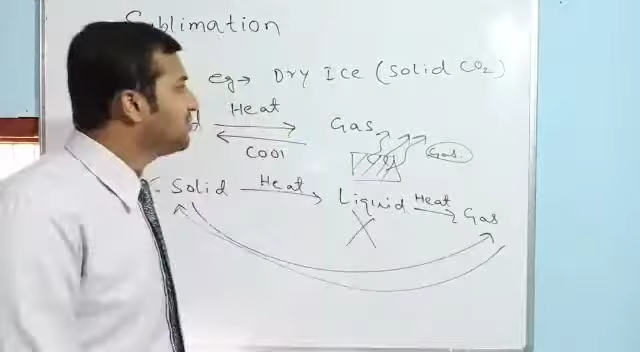 Sublimation
eg → Dry Ice (Solid CO₂)
Heat
Gas
Cool
Gas
Solid Heat → Liquid Heat → Gas